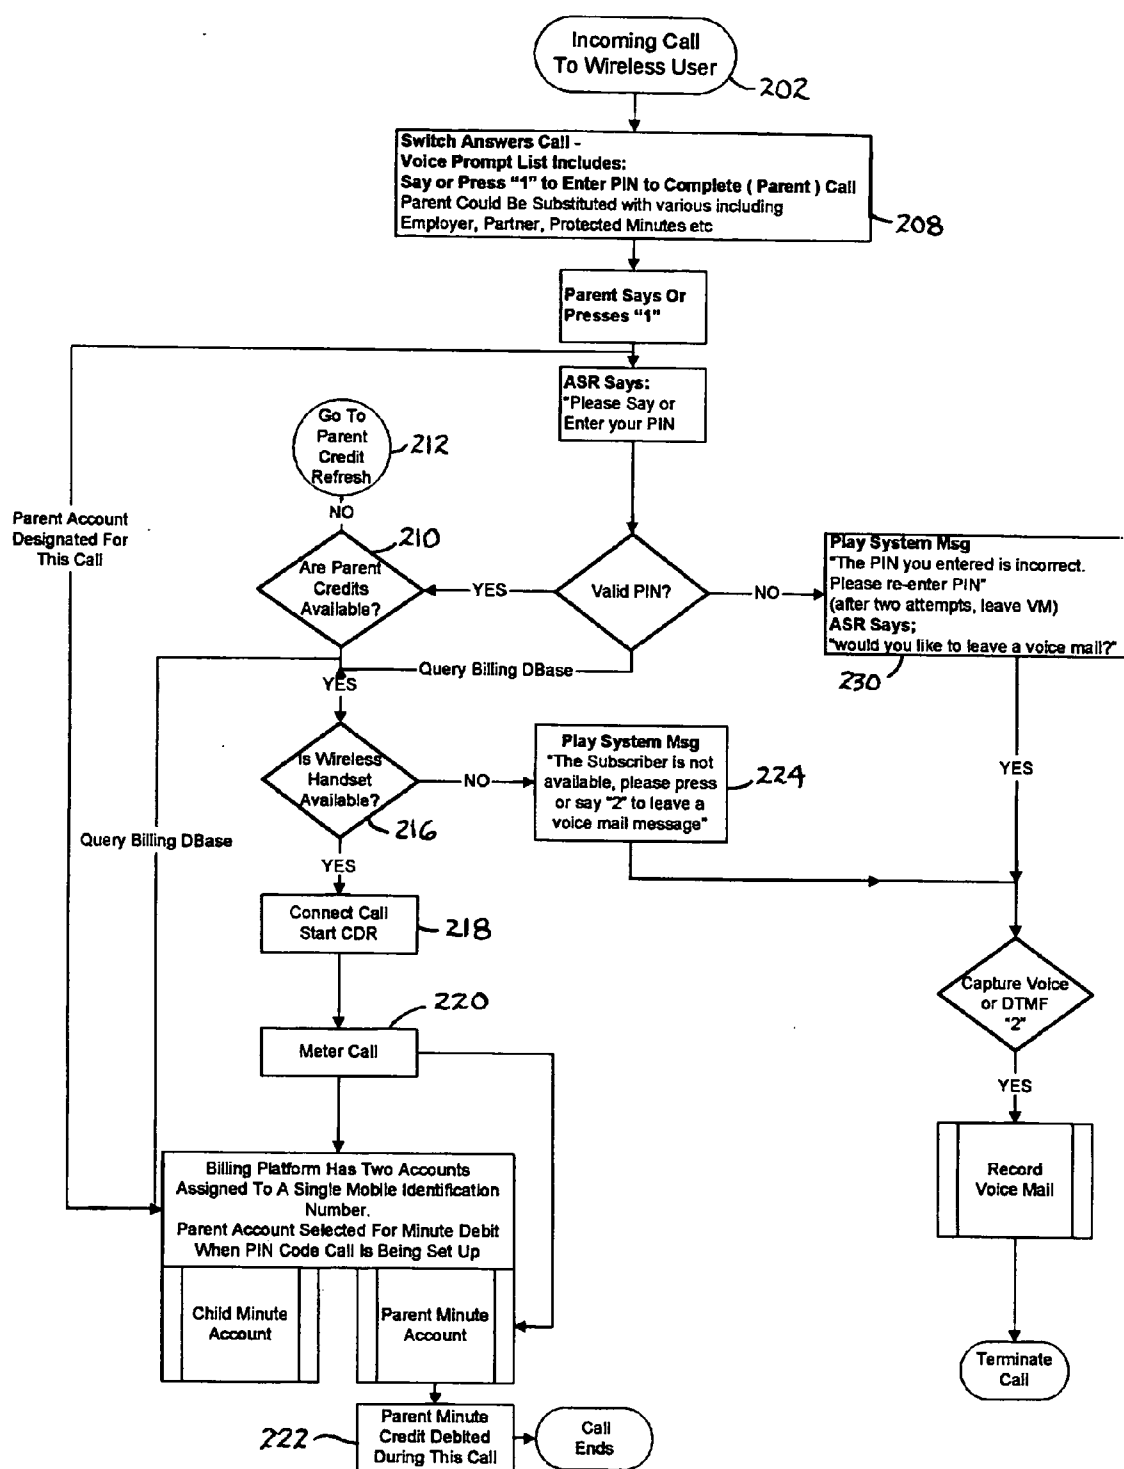 Incoming Call
To Wireless User
202
Switch Answers Call -
Voice Prompt List Includes:
Say or Press "1" to Enter PIN to Complete ( Parent ) Call
Parent Could Be Substituted with various including
Employer, Partner, Protected Minutes etc
208
Parent Says Or
Presses "1"
ASR Says:
"Please Say or
Enter your PIN
Go To
Parent
Credit
Refresh
212
NO
Parent Account
Designated For
This Call
210
Are Parent
Credits
Available?
YES
Valid PIN?
NO
Play System Msg
"The PIN you entered is incorrect.
Please re-enter PIN"
(after two attempts, leave VM)
ASR Says;
"would you like to leave a voice mail?"
230
Query Billing DBase
YES
Is Wireless
Handset
Available?
216
NO
Play System Msg
"The Subscriber is not
available, please press
or say "2" to leave a
voice mail message"
224
YES
Query Billing DBase
YES
Connect Call
Start CDR
218
Capture Voice
or DTMF
"2"
220
Meter Call
YES
Record
Voice Mail
Billing Platform Has Two Accounts
Assigned To A Single Mobile Identification
Number.
Parent Account Selected For Minute Debit
When PIN Code Call Is Being Set Up
Child Minute
Account
Parent Minute
Account
Terminate
Call
222
Parent Minute
Credit Debited
During This Call
Call
Ends